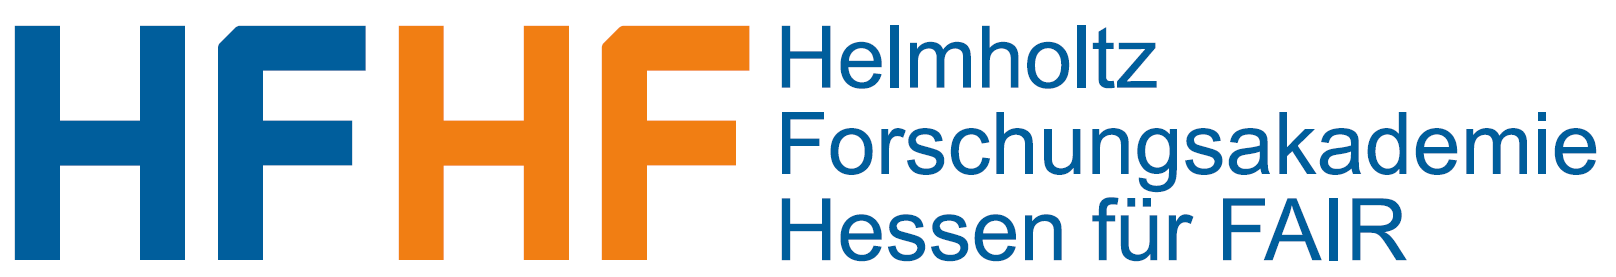 HFHF
Helmholtz
Forschungsakademie
Hessen für FAIR